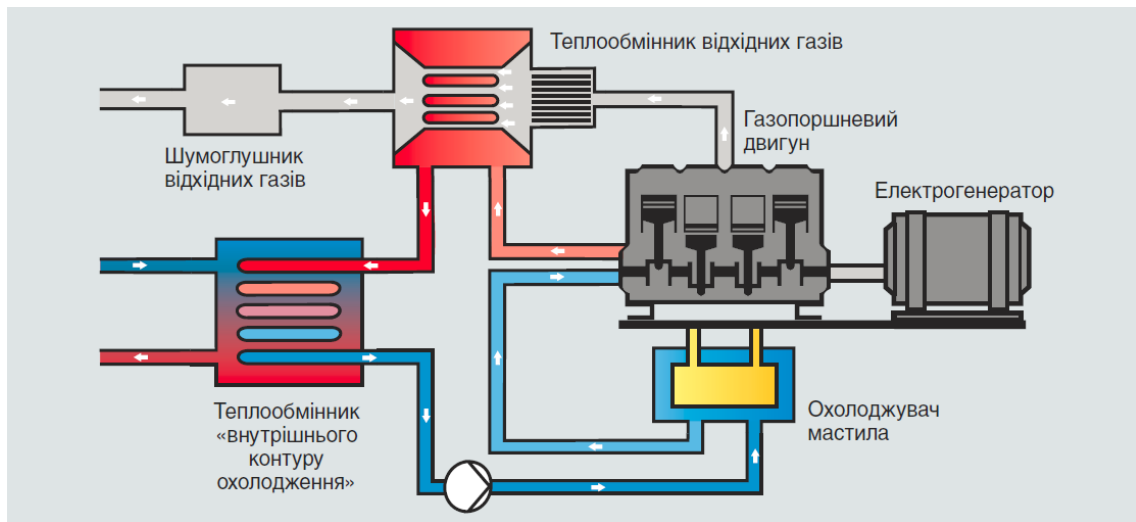 Теплообмінник відхідних газів
Газопоршневий
двигун
Шумоглушник
відхідних газів
Електрогенератор
Теплообмінник
«внутрішнього
контуру
охолодження»
Охолоджувач
мастила